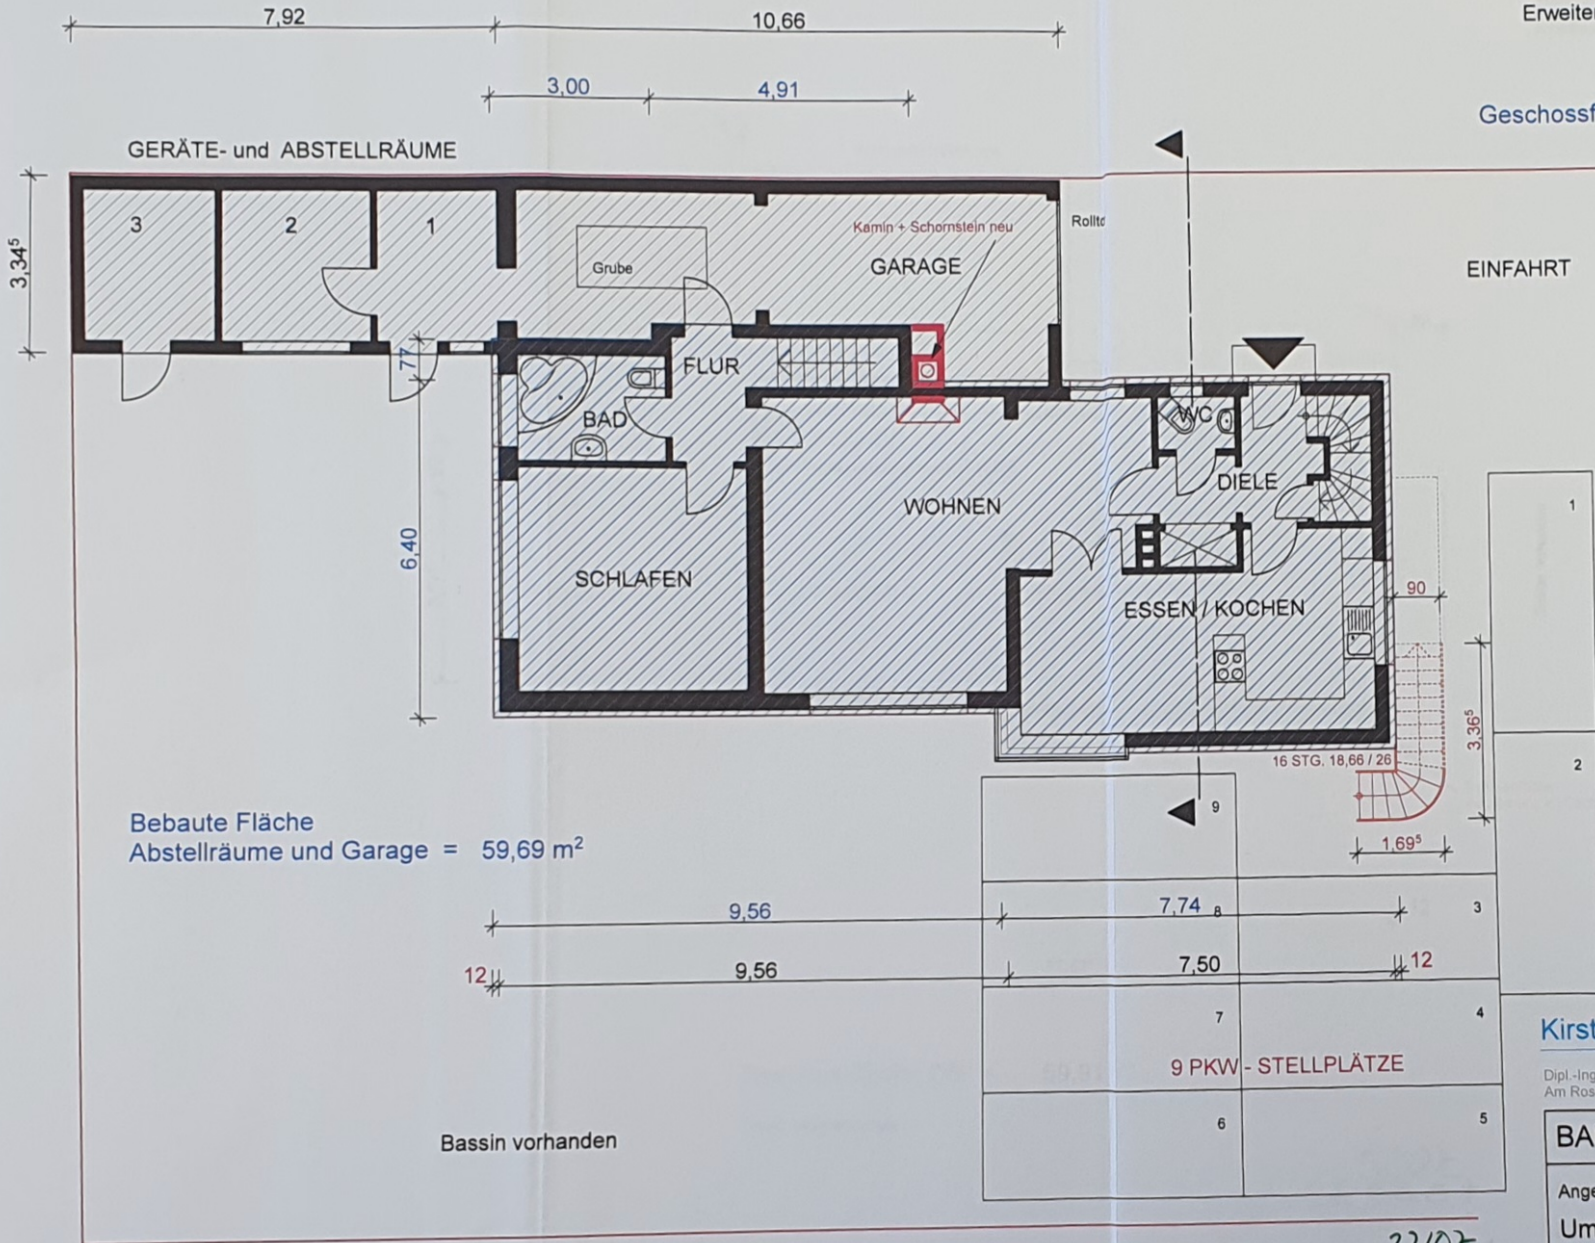 7,92
10,66
Erweiter
3,00
4,91
Geschossf
GERÄTE- und ABSTELLRÄUME
3
2
1
Kamin + Schornstein neu
GARAGE
Grube
EINFAHRT
3,34⁵
77
FLUR
BAD
WC
DIELE
WOHNEN
6,40
SCHLAFEN
ESSEN / KOCHEN
90
1
2
3,36⁵
16 STG. 18,66 / 26
1,69⁵
9
Bebaute Fläche
Abstellräume und Garage = 59,69 m²
9,56
7,74
8
3
12
9,56
7,50
12
7
4
9 PKW - STELLPLÄTZE
6
5
Bassin vorhanden
Kirst
Dipl.-Ing
Am Ros
BA
Ange
Um